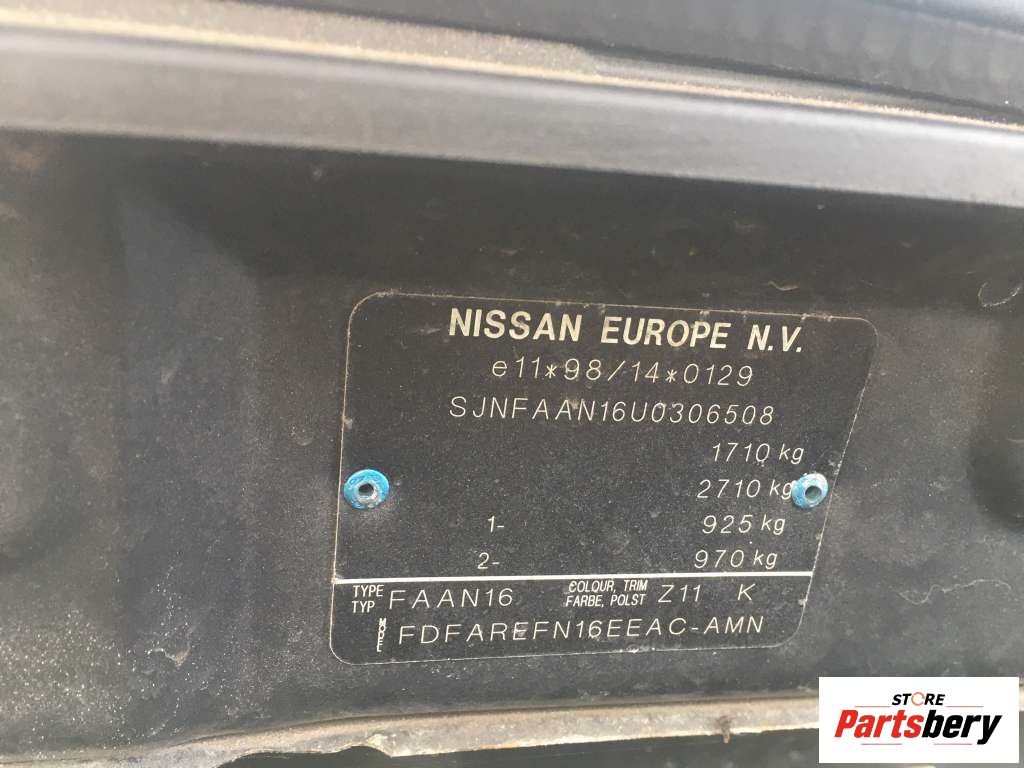 NISSAN EUROPE N.V.
e11*98/14*0129
SJNFAAN16U0306508
1710 kg
2710 kg
1- 925 kg
2- 970 kg
TYPE TYP FAAN16 COLOUR, TRIM FARBE, POLST Z11 K
MODEL FDFAREFN16EEAC-AMN
STORE
Partsbery